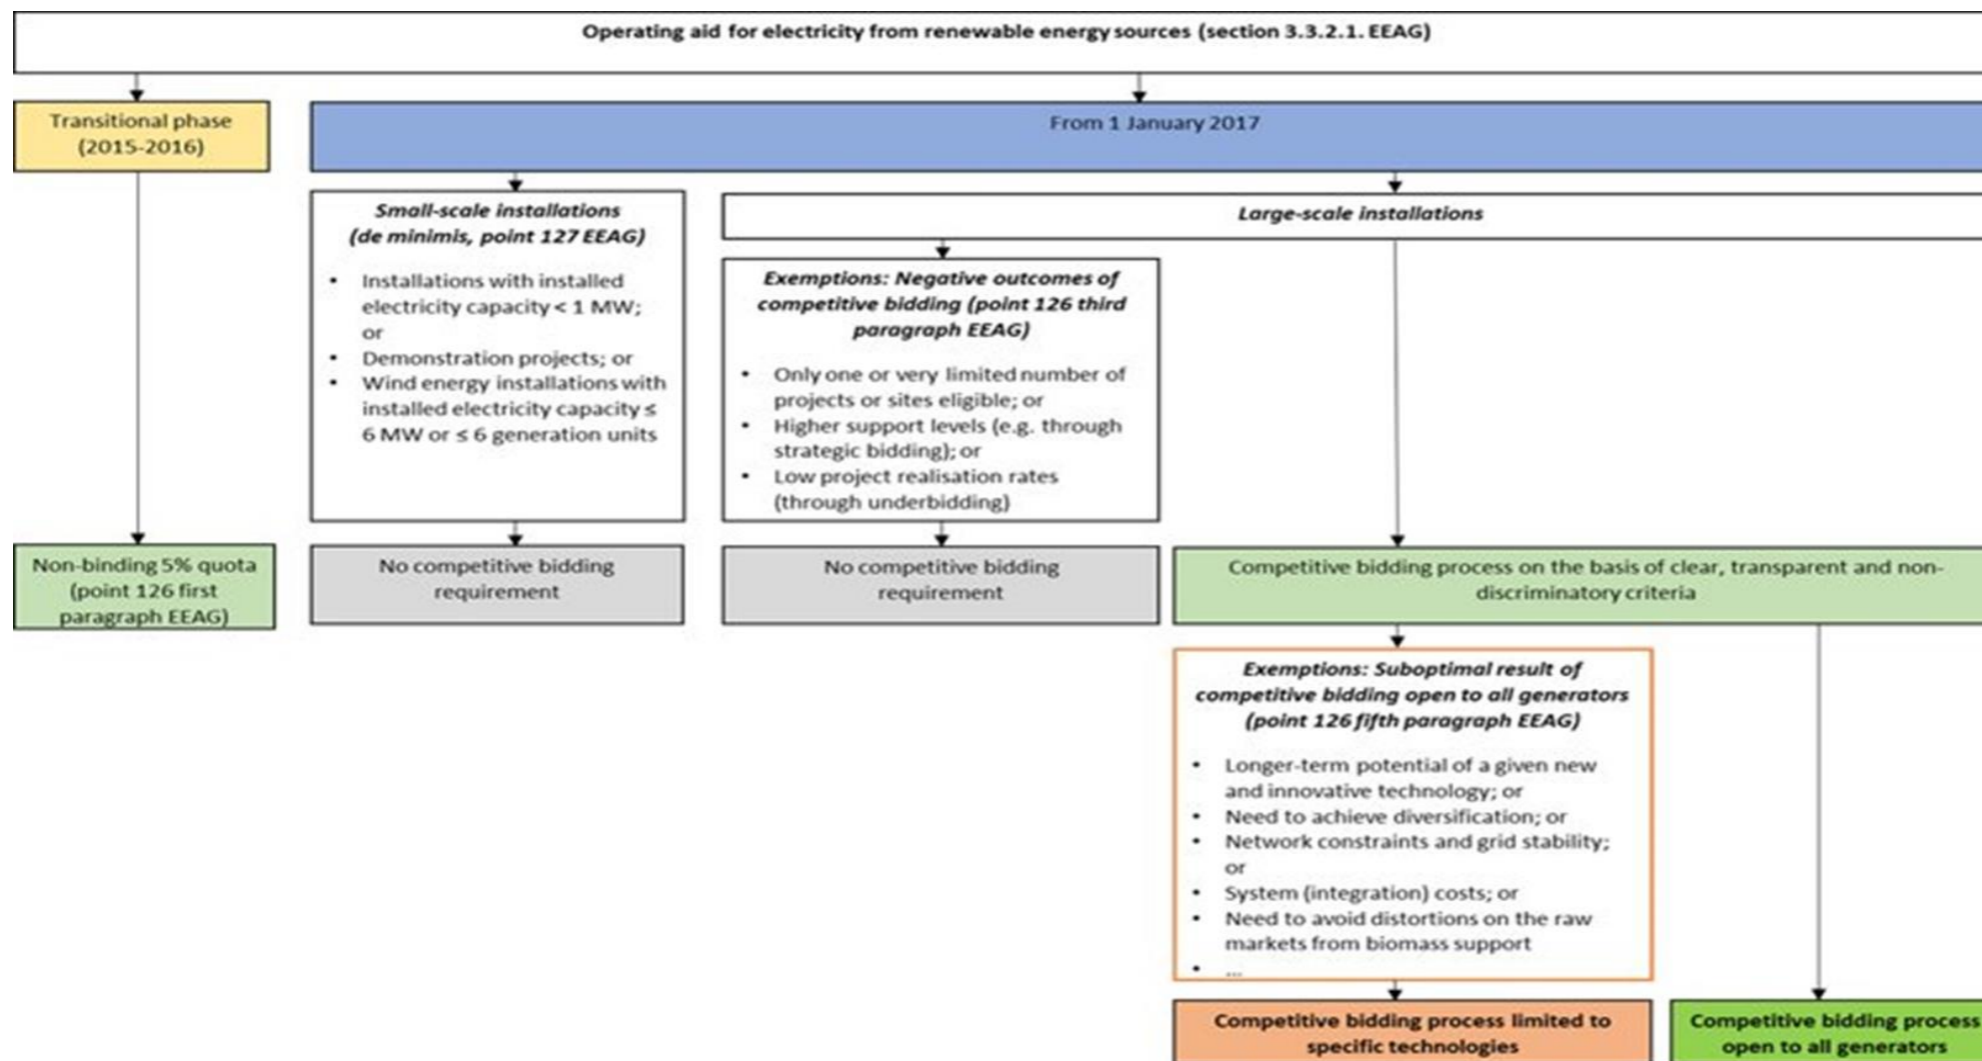 Operating aid for electricity from renewable energy sources (section 3.3.2.1. EEAG)
Transitional phase
(2015-2016)
From 1 January 2017
Small-scale installations
(de minimis, point 127 EEAG)
• Installations with installed
electricity capacity < 1 MW;
or
• Demonstration projects; or
• Wind energy installations with
installed electricity capacity ≤
6 MW or ≤ 6 generation units
Large-scale installations
Exemptions: Negative outcomes of
competitive bidding (point 126 third
paragraph EEAG)
• Only one or very limited number of
projects or sites eligible; or
• Higher support levels (e.g. through
strategic bidding); or
• Low project realisation rates
(through underbidding)
Non-binding 5% quota
(point 126 first
paragraph EEAG)
No competitive bidding
requirement
No competitive bidding
requirement
Competitive bidding process on the basis of clear, transparent and non-
discriminatory criteria
Exemptions: Suboptimal result of
competitive bidding open to all generators
(point 126 fifth paragraph EEAG)
• Longer-term potential of a given new
and innovative technology; or
• Need to achieve diversification; or
• Network constraints and grid stability;
or
• System (integration) costs; or
• Need to avoid distortions on the raw
markets from biomass support
• ...
Competitive bidding process limited to
specific technologies
Competitive bidding process
open to all generators